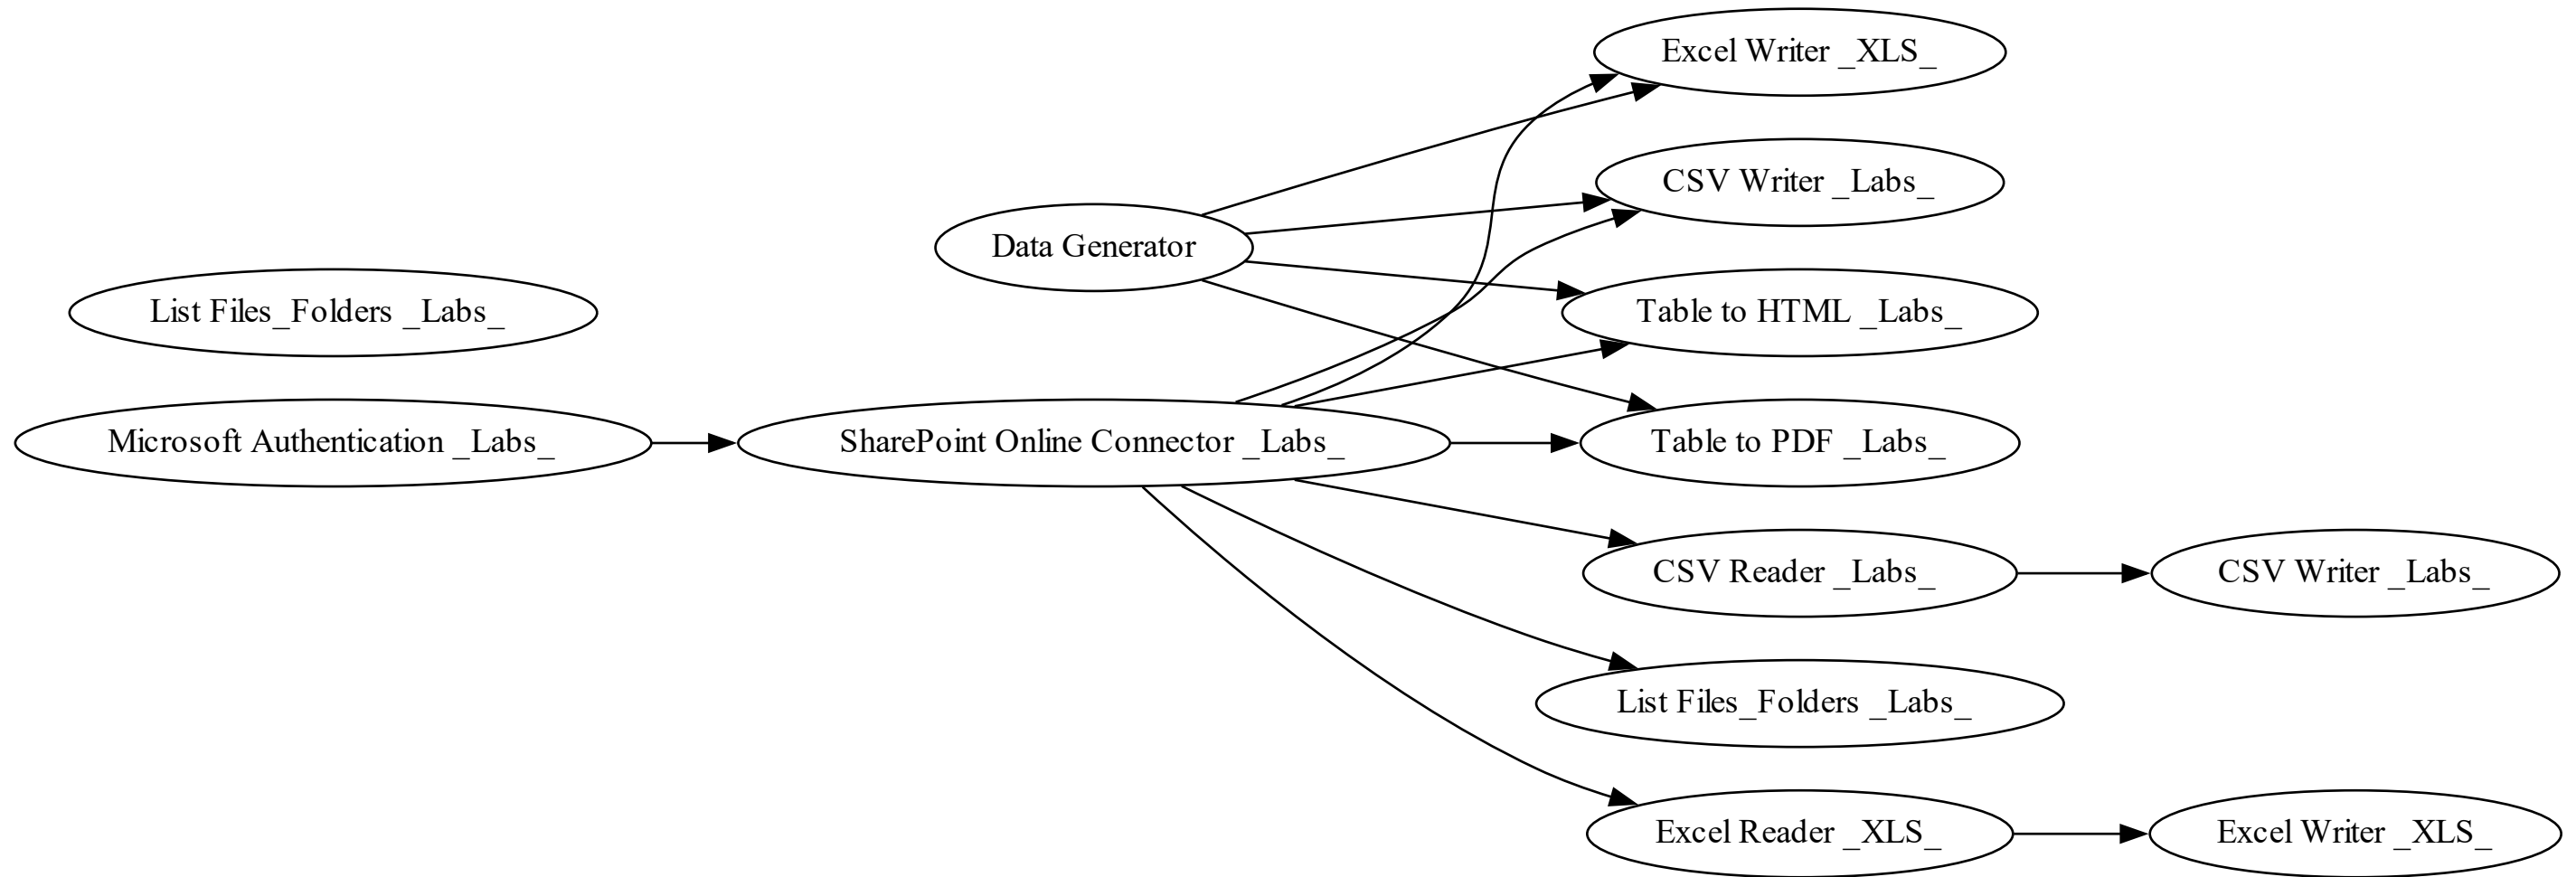 Excel Writer _XLS_
CSV Writer _Labs_
Data Generator
List Files_Folders _Labs_
Table to HTML _Labs_
Microsoft Authentication _Labs_
SharePoint Online Connector _Labs_
Table to PDF _Labs_
CSV Reader _Labs_
CSV Writer _Labs_
List Files_Folders _Labs_
Excel Reader _XLS_
Excel Writer _XLS_